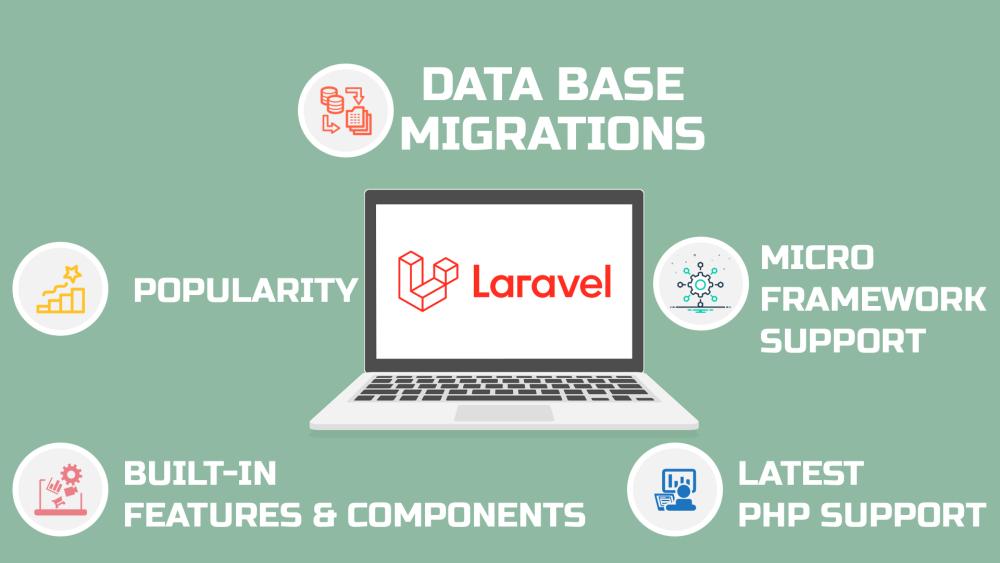 DATA BASE
MIGRATIONS
POPULARITY
Laravel
MICRO
FRAMEWORK
SUPPORT
BUILT-IN
FEATURES & COMPONENTS
LATEST
PHP SUPPORT